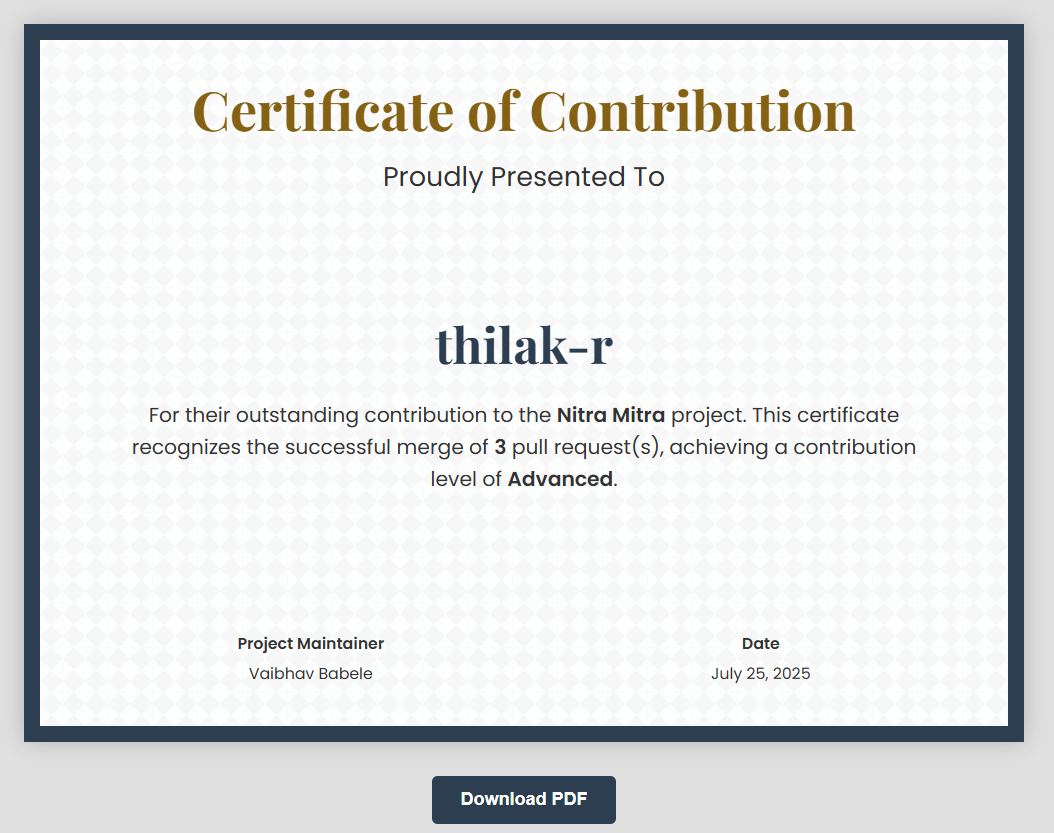 Certificate of Contribution
Proudly Presented To
thilak-r
For their outstanding contribution to the Nitra Mitra project. This certificate
recognizes the successful merge of 3 pull request(s), achieving a contribution
level of Advanced.
Project Maintainer
Vaibhav Babele
Date
July 25, 2025
Download PDF